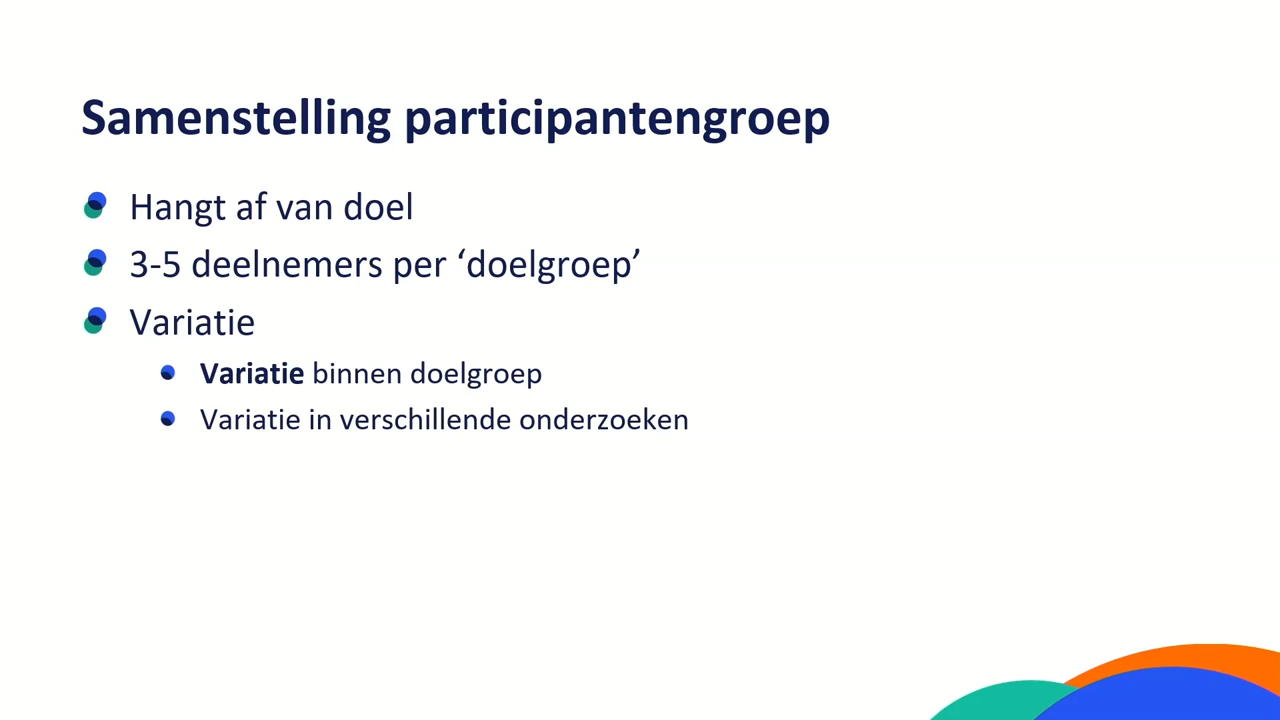 Samenstelling participantengroep
Hangt af van doel
3-5 deelnemers per ‘doelgroep’
Variatie
Variatie binnen doelgroep
Variatie in verschillende onderzoeken